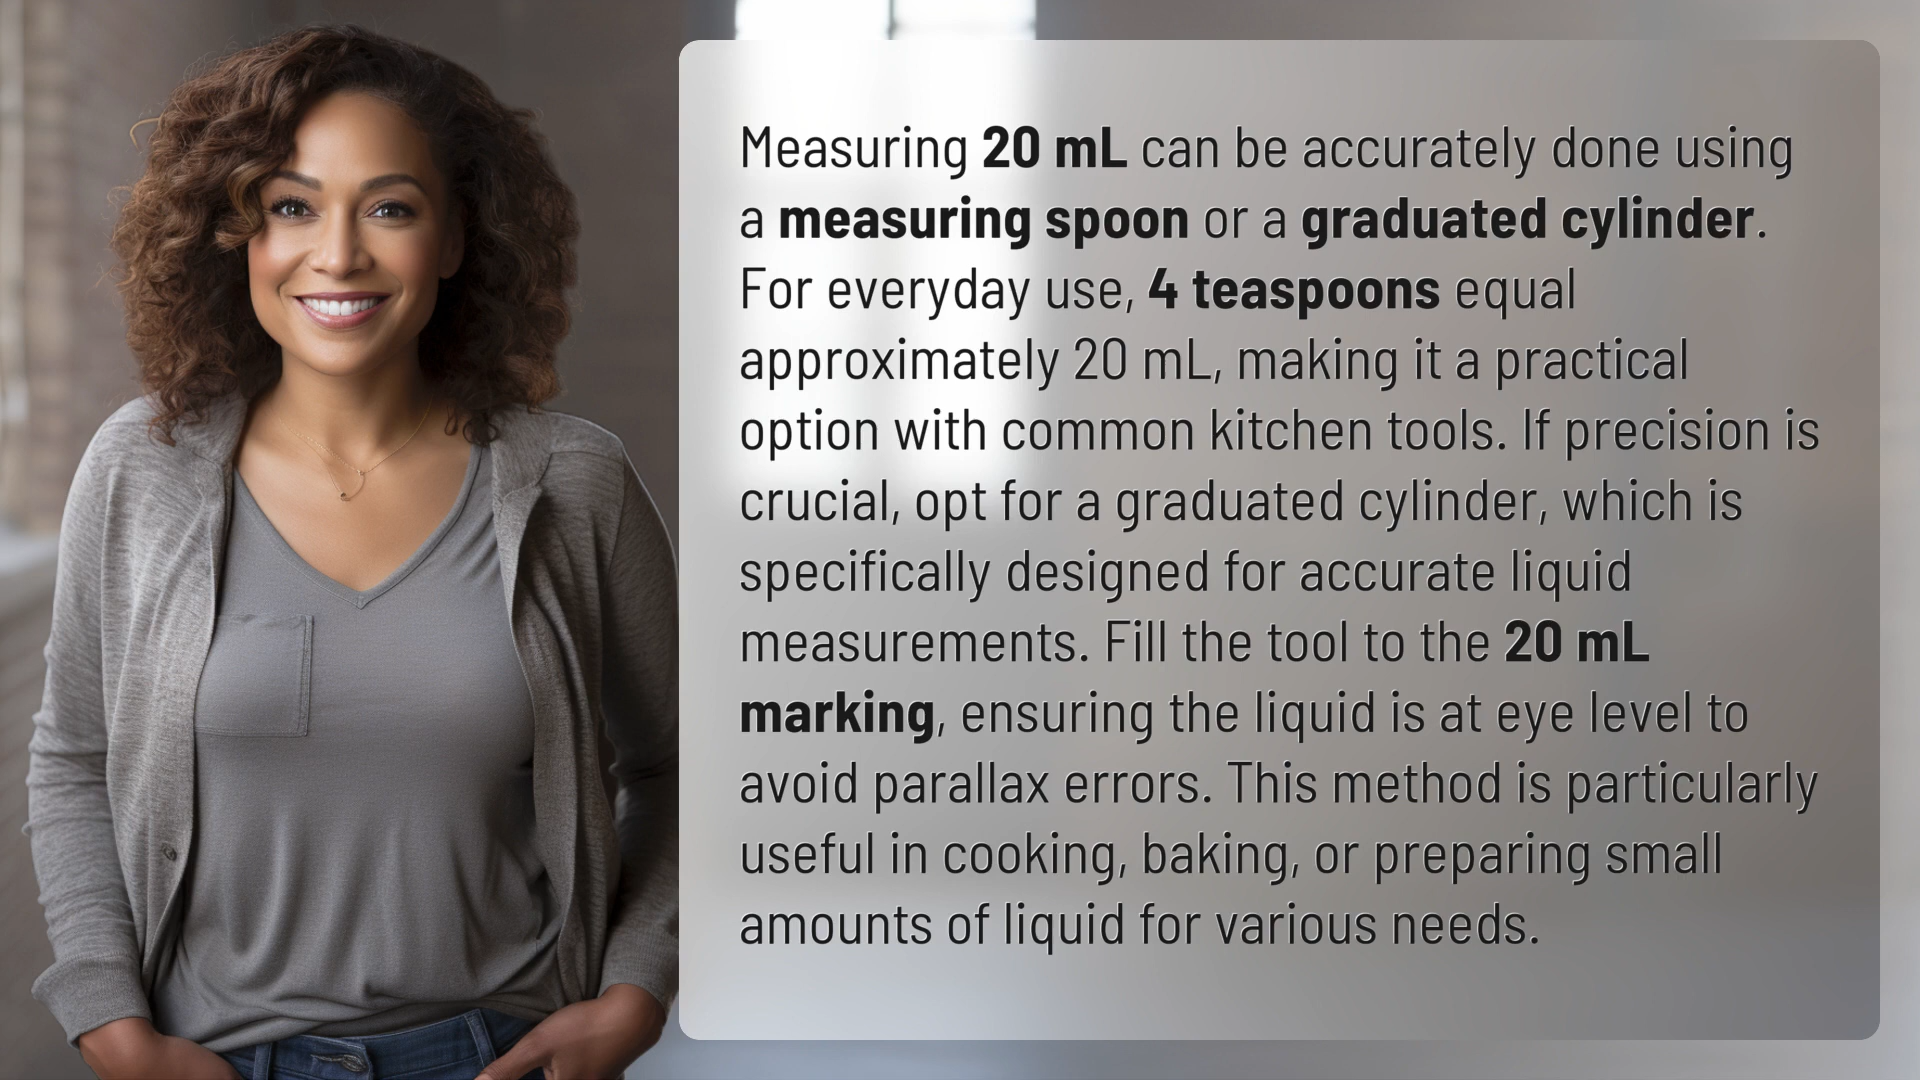 Measuring 20 mL can be accurately done using
a measuring spoon or a graduated cylinder.
For everyday use, 4 teaspoons equal
approximately 20 mL, making it a practical
option with common kitchen tools. If precision is
crucial, opt for a graduated cylinder, which is
specifically designed for accurate liquid
measurements. Fill the tool to the 20 mL
marking, ensuring the liquid is at eye level to
avoid parallax errors. This method is particularly
useful in cooking, baking, or preparing small
amounts of liquid for various needs.